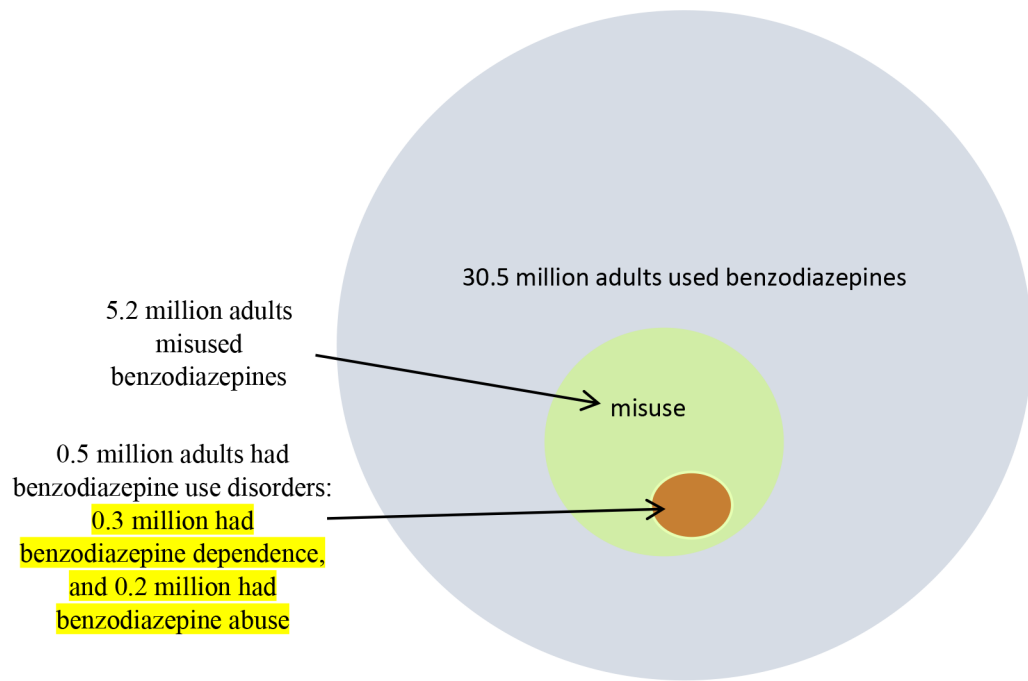 30.5 million adults used benzodiazepines
5.2 million adults
misused
benzodiazepines
misuse
0.5 million adults had
benzodiazepine use disorders:
0.3 million had
benzodiazepine dependence,
and 0.2 million had
benzodiazepine abuse